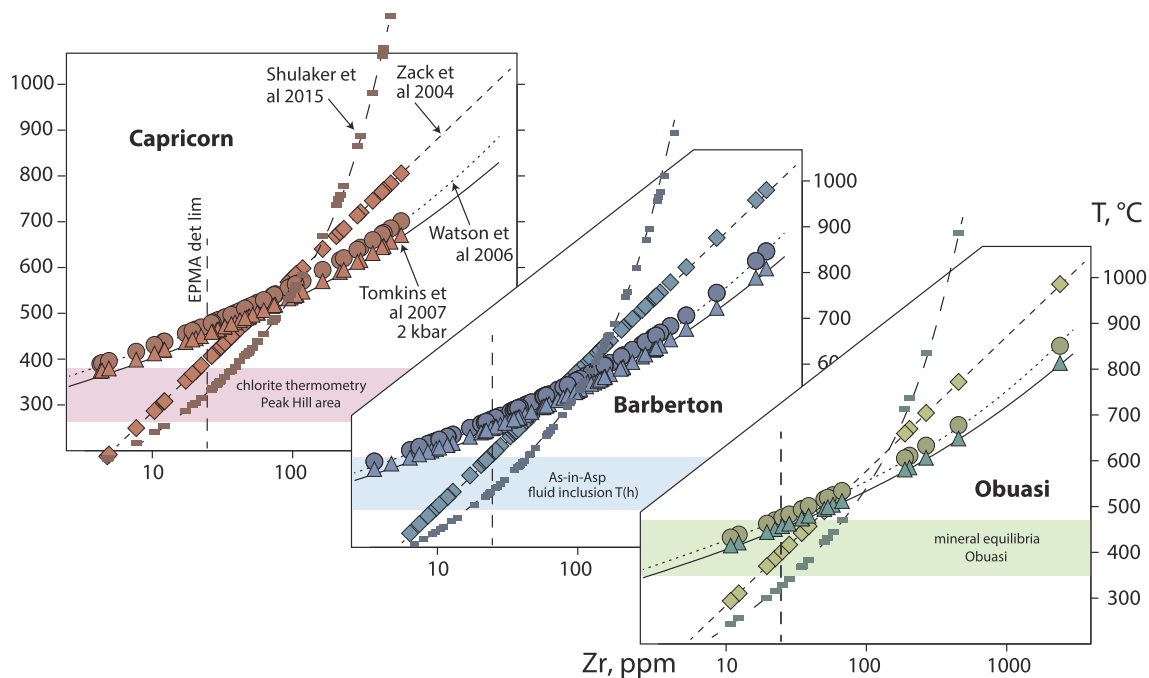 1000
900
800
700
600
500
400
300
Capricorn
Shulaker et
al 2015
Zack et
al 2004
EPMA det lim
Watson et
al 2006
Tomkins et
al 2007
2 kbar
chlorite thermometry
Peak Hill area
10
100
1000
900
800
700
600
Barberton
As-in-Asp
fluid inclusion T(h)
10
100
T, °C
1000
900
800
700
600
500
400
300
Obuasi
mineral equilibria
Obuasi
Zr, ppm
10
100
1000